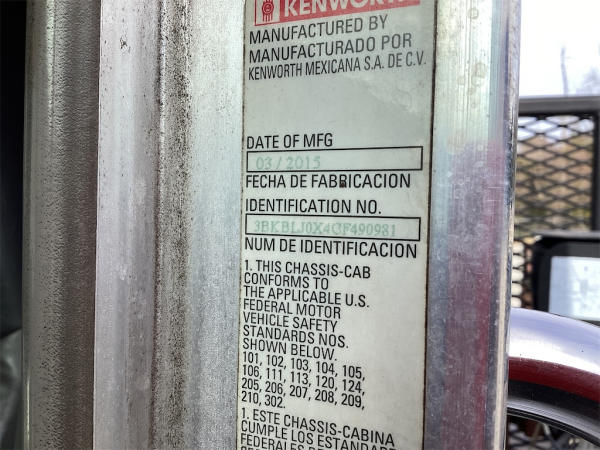 KENWORTH
MANUFACTURED BY
MANUFACTURADO POR
KENWORTH MEXICANA S.A. DE C.V.
DATE OF MFG
03/2015
FECHA DE FABRICACION
IDENTIFICATION NO.
3BKBLJ0X4GF490981
NUM DE IDENTIFICACION
1. THIS CHASSIS-CAB
CONFORMS TO
THE APPLICABLE U.S.
FEDERAL MOTOR
VEHICLE SAFETY
STANDARDS NOS.
SHOWN BELOW.
101, 102, 103, 104, 105,
106, 111, 113, 120, 124,
205, 206, 207, 208, 209,
210, 302.
1. ESTE CHASSIS-CABINA
CUMPLE LOS ESTANDAR
FEDERALES